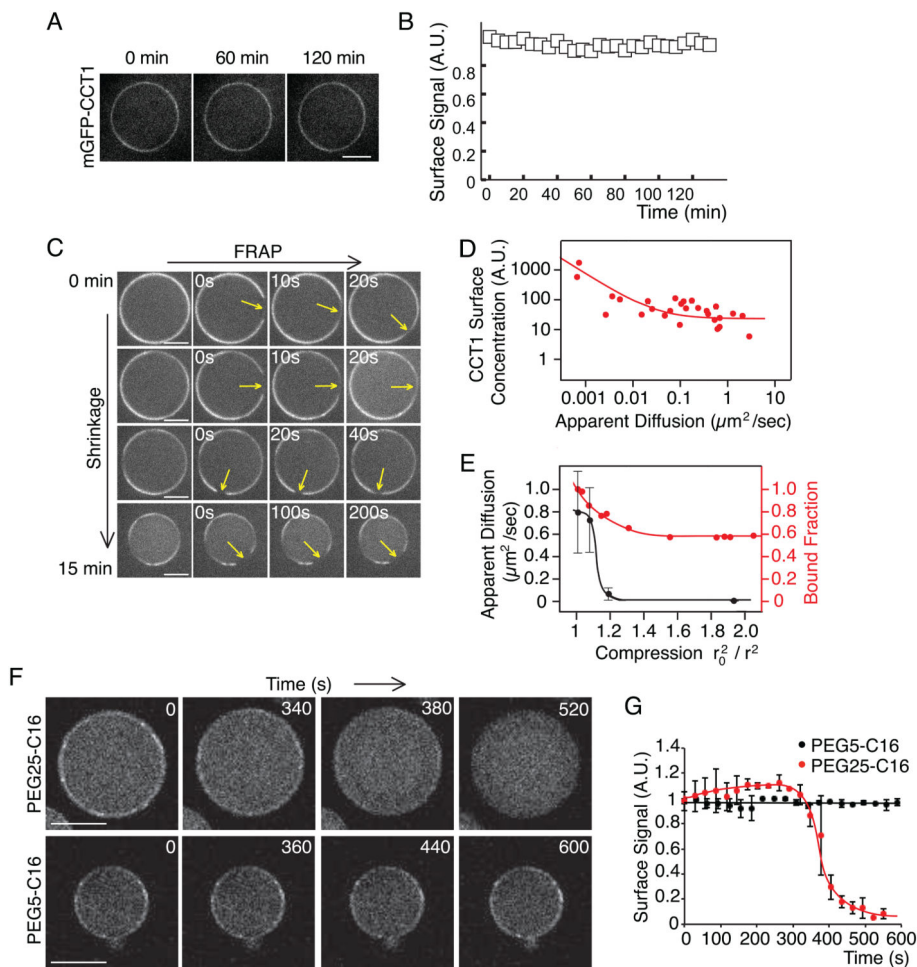 A
0 min
60 min
120 min
mGFP-CCT1
B
Surface Signal (A.U.)
0.8
0.6
0.4
0.2
0
0
20
40
60
80
100
120
Time (min)
C
FRAP
0 min
Shrinkage
15 min
0s
10s
20s
0s
10s
20s
0s
20s
40s
0s
100s
200s
D
CCT1 Surface
Concentration (A.U.)
1000
100
10
1
0.001
0.01
0.1
1
10
Apparent Diffusion (µm²/sec)
E
Apparent Diffusion
(µm²/sec)
1.0
0.8
0.6
0.4
0.2
0
1
1.2
1.4
1.6
1.8
2.0
Compression r₀² / r²
1.0
0.8
0.6
0.4
0.2
0
Bound Fraction
F
Time (s)
PEG25-C16
0
340
380
520
PEG5-C16
0
360
440
600
G
Surface Signal (A.U.)
1.4
1.2
1
0.8
0.6
0.4
0.2
0
PEG5-C16
PEG25-C16
0
100
200
300
400
500
600
Time (s)